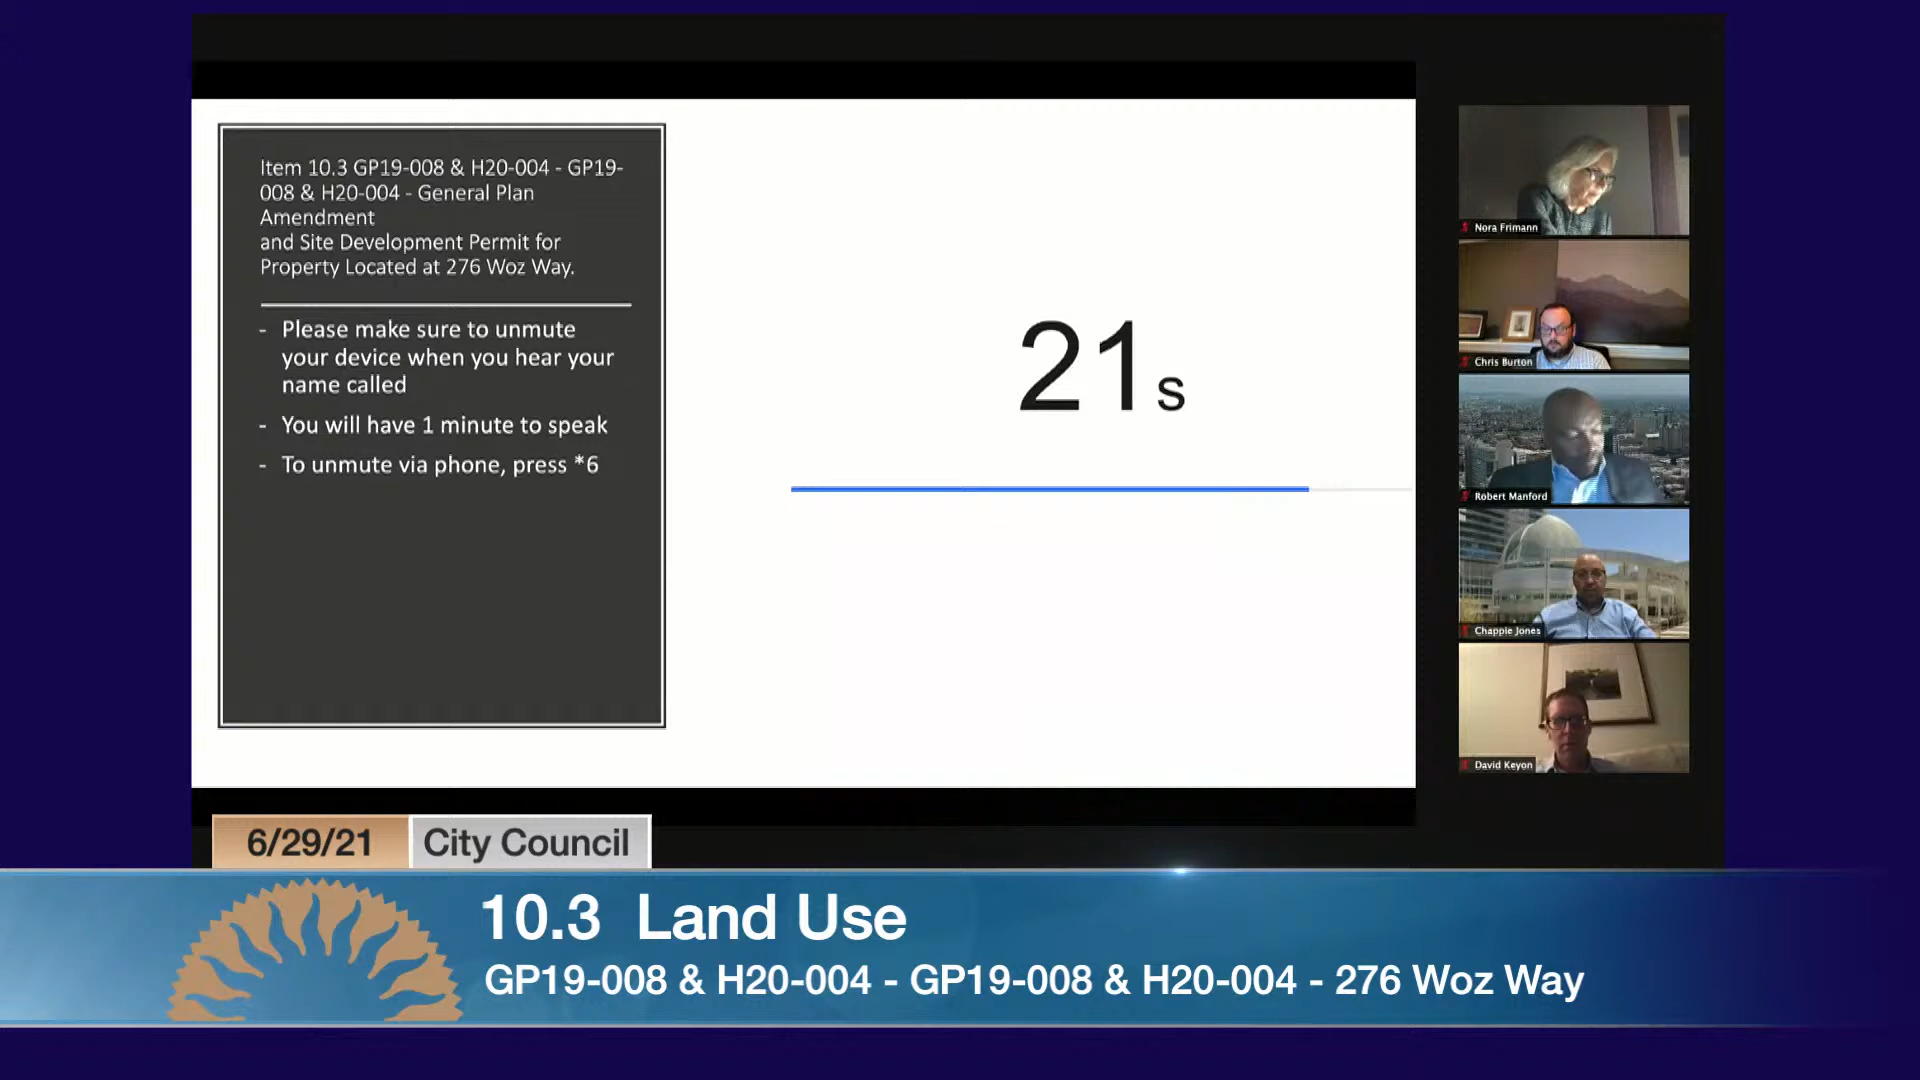 Item 10.3 GP19-008 & H20-004 - GP19-
008 & H20-004 - General Plan
Amendment
and Site Development Permit for
Property Located at 276 Woz Way.
- Please make sure to unmute
your device when you hear your
name called
- You will have 1 minute to speak
- To unmute via phone, press *6
21s
Nora Frimann
Chris Burton
Robert Manford
Chappie Jones
David Keyon
6/29/21 City Council
10.3 Land Use
GP19-008 & H20-004 - GP19-008 & H20-004 - 276 Woz Way